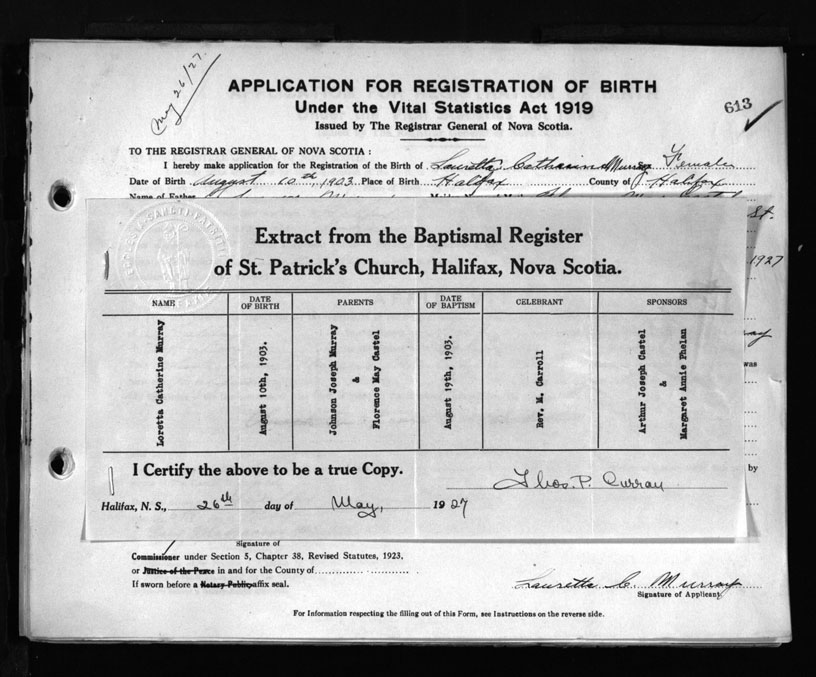 May 26/27.
APPLICATION FOR REGISTRATION OF BIRTH
Under the Vital Statistics Act 1919
613
Issued by The Registrar General of Nova Scotia.
TO THE REGISTRAR GENERAL OF NOVA SCOTIA :
I hereby make application for the Registration of the Birth of Lauretta Catharine Murray Female
Date of Birth August 10th, 1903 Place of Birth Halifax County of Halifax
Name of Father
St.
Extract from the Baptismal Register
of St. Patrick's Church, Halifax, Nova Scotia.
1927
NAME DATE OF BIRTH PARENTS DATE OF BAPTISM CELEBRANT SPONSORS
Loretta Catherine Murray
August 10th, 1903.
Johnson Joseph Murray
&
Florence May Castel
August 19th, 1903.
Rev. M. Carroll
Arthur Joseph Castel
&
Margaret Annie Phelan
was
by
I Certify the above to be a true Copy.
Thos. P. Curran
Halifax, N. S., 26th day of May, 1927
Signature of
Commissioner under Section 5, Chapter 38, Revised Statutes, 1923,
or Justice of the Peace in and for the County of
If sworn before a Notary Public, affix seal.
Lauretta C. Murray
Signature of Applicant
For Information respecting the filling out of this Form, see Instructions on the reverse side.